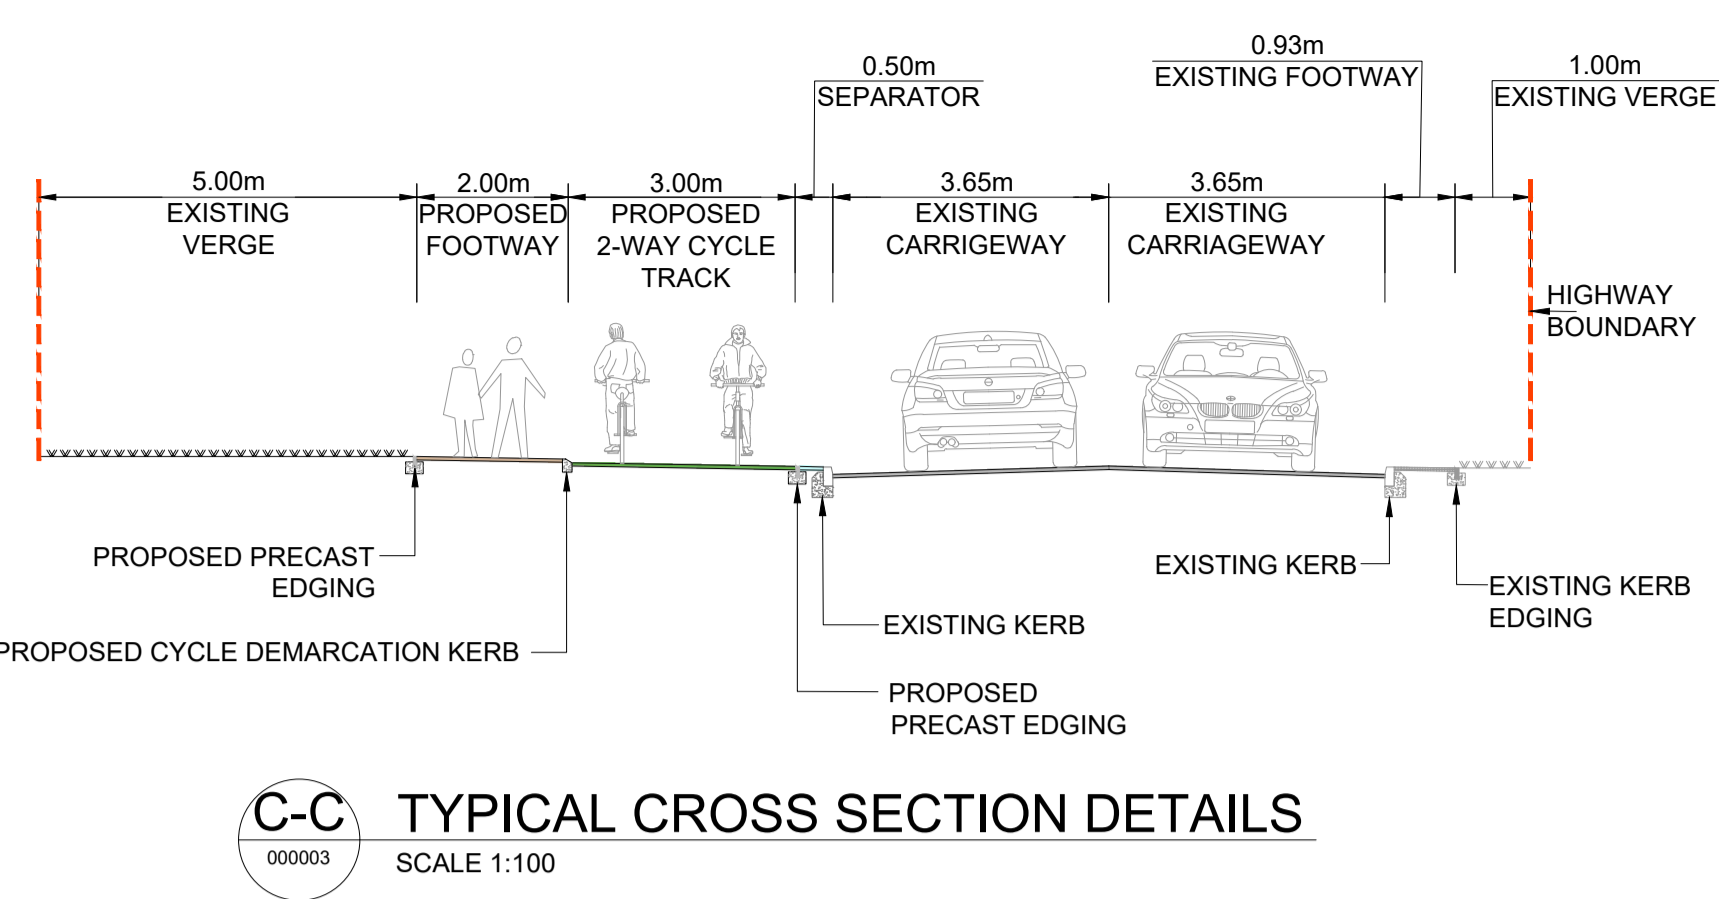 0.93m
EXISTING FOOTWAY
0.50m
SEPARATOR
1.00m
EXISTING VERGE
5.00m
EXISTING
VERGE
2.00m
PROPOSED
FOOTWAY
3.00m
PROPOSED
2-WAY CYCLE
TRACK
3.65m
EXISTING
CARRIGEWAY
3.65m
EXISTING
CARRIAGEWAY
HIGHWAY
BOUNDARY
PROPOSED PRECAST
EDGING
PROPOSED CYCLE DEMARCATION KERB
EXISTING KERB
PROPOSED
PRECAST EDGING
EXISTING KERB
EXISTING KERB
EDGING
C-C
000003
TYPICAL CROSS SECTION DETAILS
SCALE 1:100